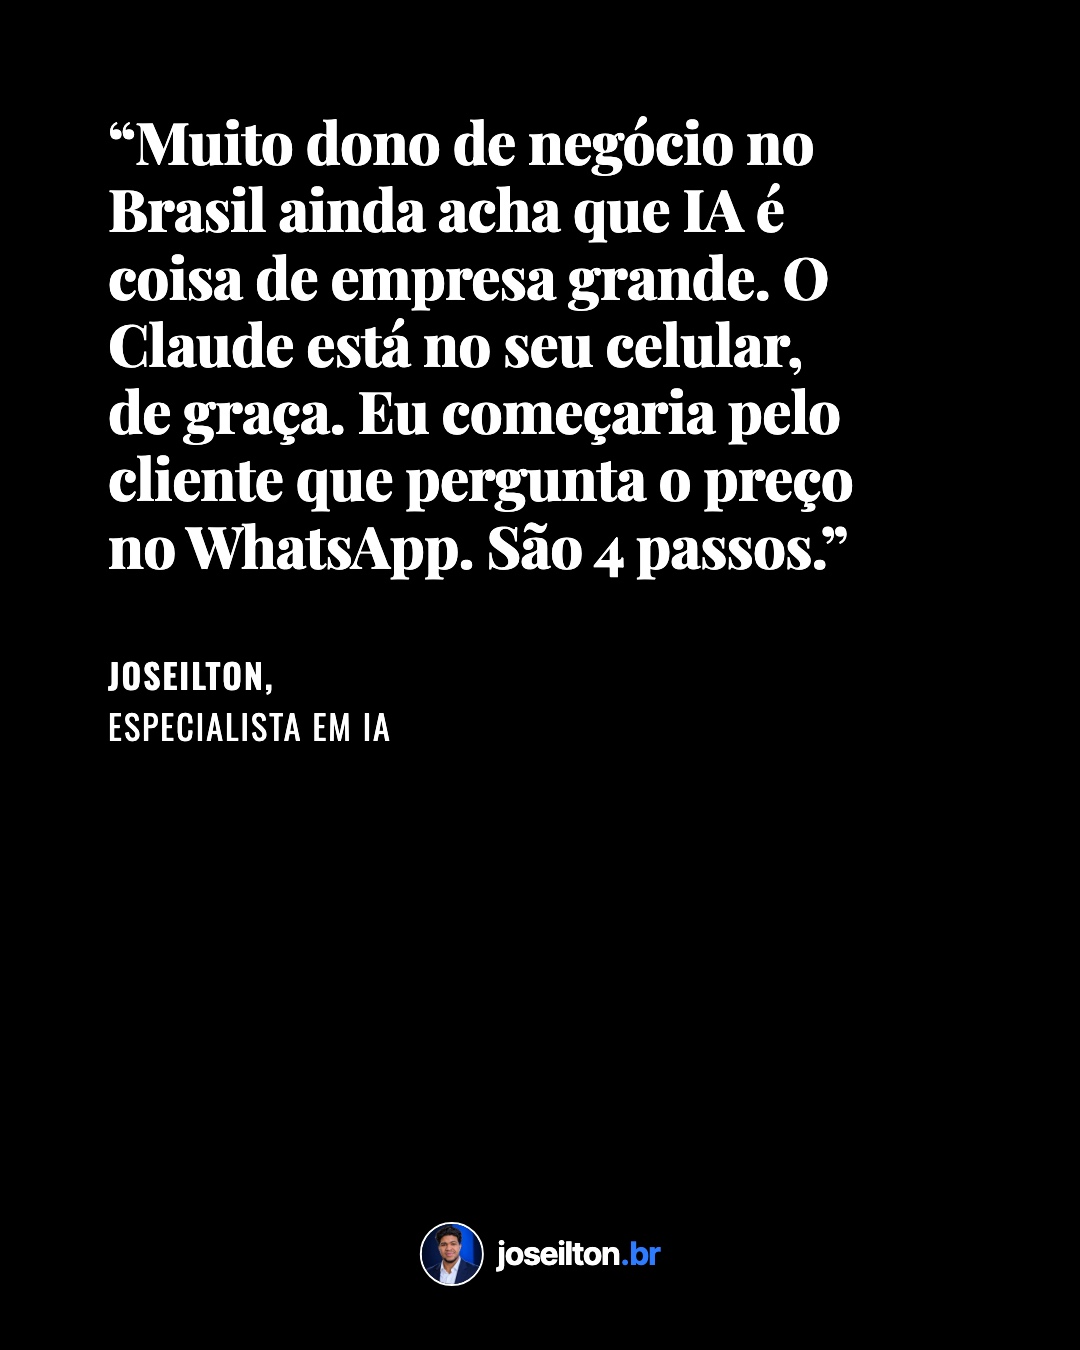 “Muito dono de negócio no
Brasil ainda acha que IA é
coisa de empresa grande. O
Claude está no seu celular,
de graça. Eu começaria pelo
cliente que pergunta o preço
no WhatsApp. São 4 passos.”
JOSEILTON,
ESPECIALISTA EM IA
joseilton.br